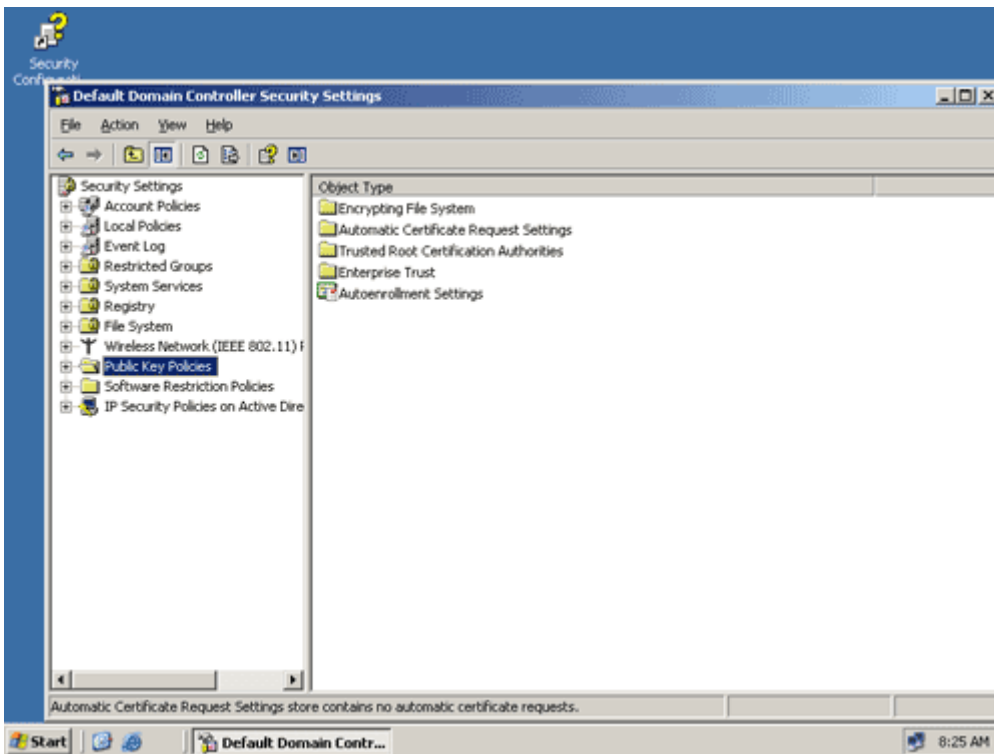 Security
Default Domain Controller Security Settings
File Action View Help
Security Settings
Account Policies
Local Policies
Event Log
Restricted Groups
System Services
Registry
File System
Wireless Network (IEEE 802.11) P
Public Key Policies
Software Restriction Policies
IP Security Policies on Active Dire
Object Type
Encrypting File System
Automatic Certificate Request Settings
Trusted Root Certification Authorities
Enterprise Trust
Autoenrollment Settings
Automatic Certificate Request Settings store contains no automatic certificate requests.
Start Default Domain Contr... 8:25 AM